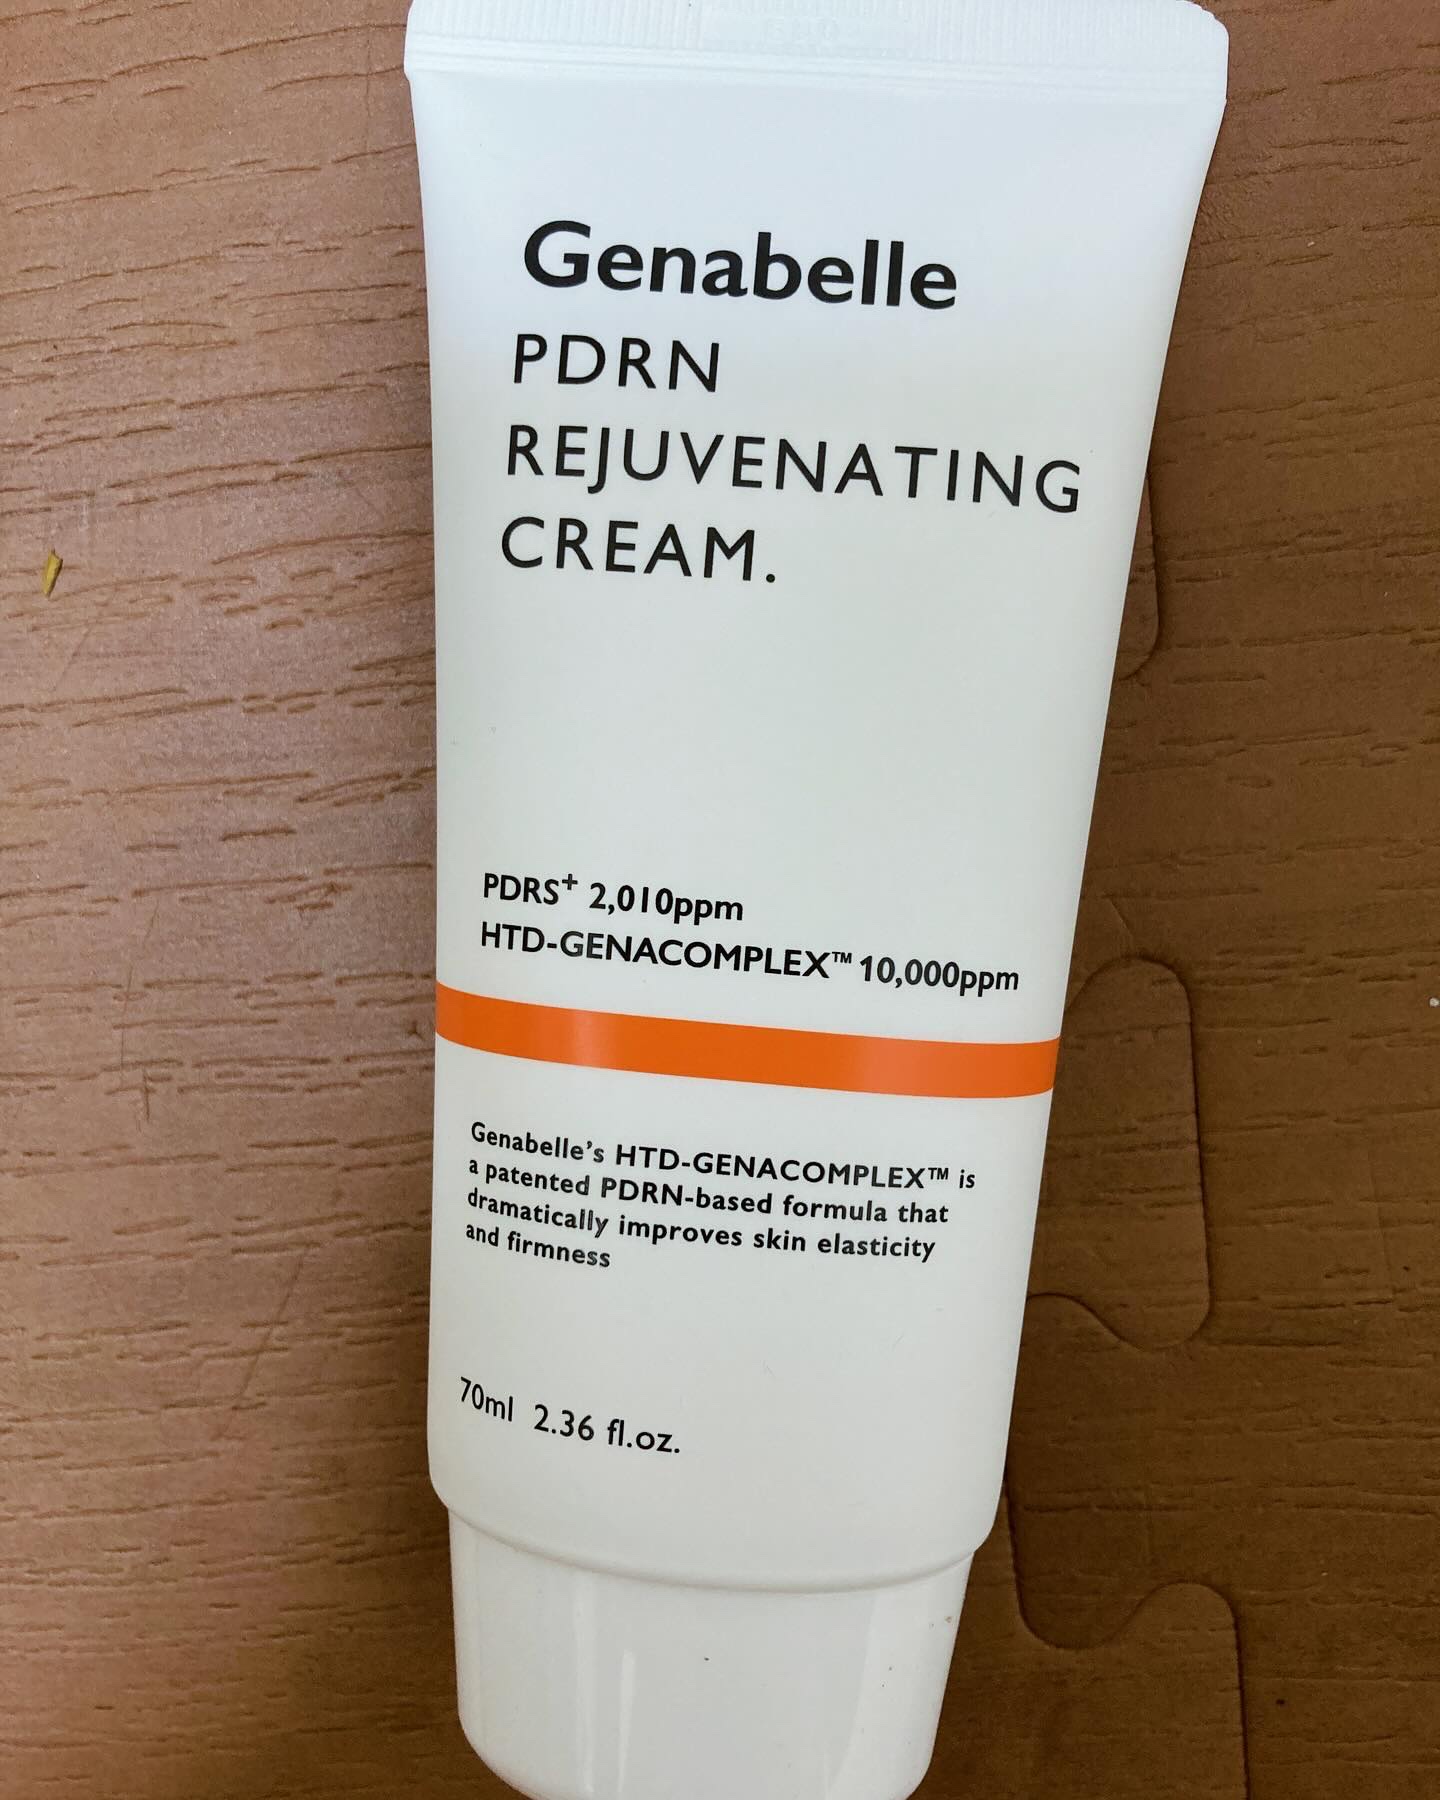 Genabelle
PDRN
REJUVENATING
CREAM.
PDRS⁺ 2,010ppm
HTD-GENACOMPLEX™ 10,000ppm
Genabelle’s HTD-GENACOMPLEX™ is
a patented PDRN-based formula that
dramatically improves skin elasticity
and firmness
70ml 2.36 fl.oz.